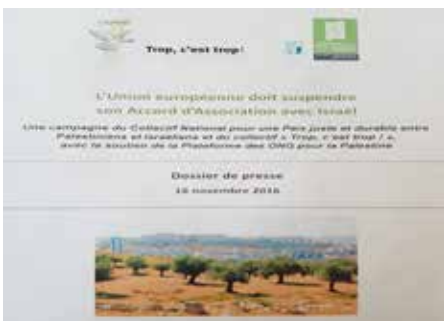 Trop, c'est trop!
L'Union européenne doit suspendre
son Accord d'Association avec Israël
Une campagne du Collectif National pour une Paix juste et durable entre
Palestiniens et Israéliens et du collectif « Trop, c'est trop ! »,
avec le soutien de la Plateforme des ONG pour la Palestine
Dossier de presse
16 novembre 2016